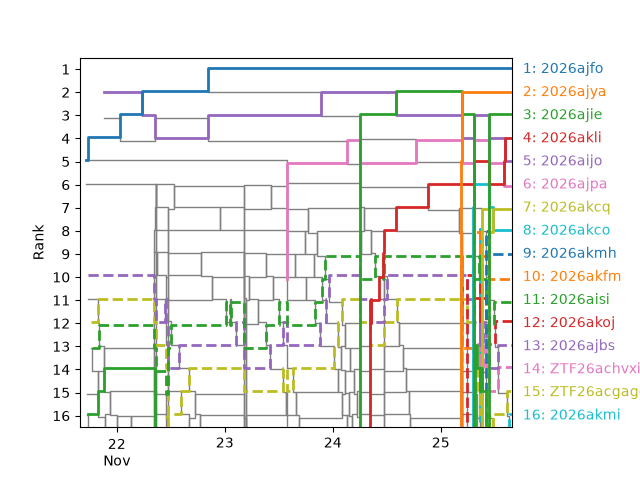 1
2
3
4
5
6
7
8
9
10
11
12
13
14
15
16
Rank
22
23
24
25
Nov
1: 2026ajfo
2: 2026ajya
3: 2026ajie
4: 2026akli
5: 2026aijo
6: 2026ajpa
7: 2026akcq
8: 2026akco
9: 2026akmh
10: 2026akfm
11: 2026aisi
12: 2026akoj
13: 2026ajbs
14: ZTF26achvxi
15: ZTF26acgag
16: 2026akmi